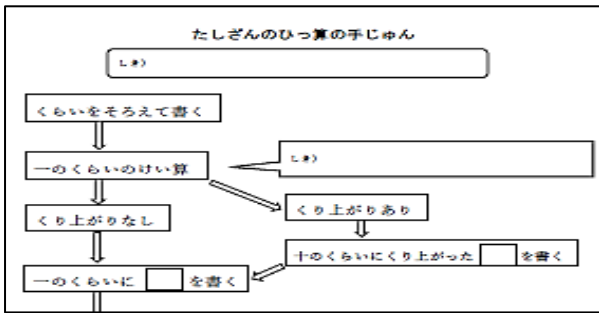 たしざんのひっ算の手じゅん
しき)
くらいをそろえて書く
一のくらいのけい算
しき)
くり上がりなし
くり上がりあり
十のくらいにくり上がった を書く
一のくらいに を書く